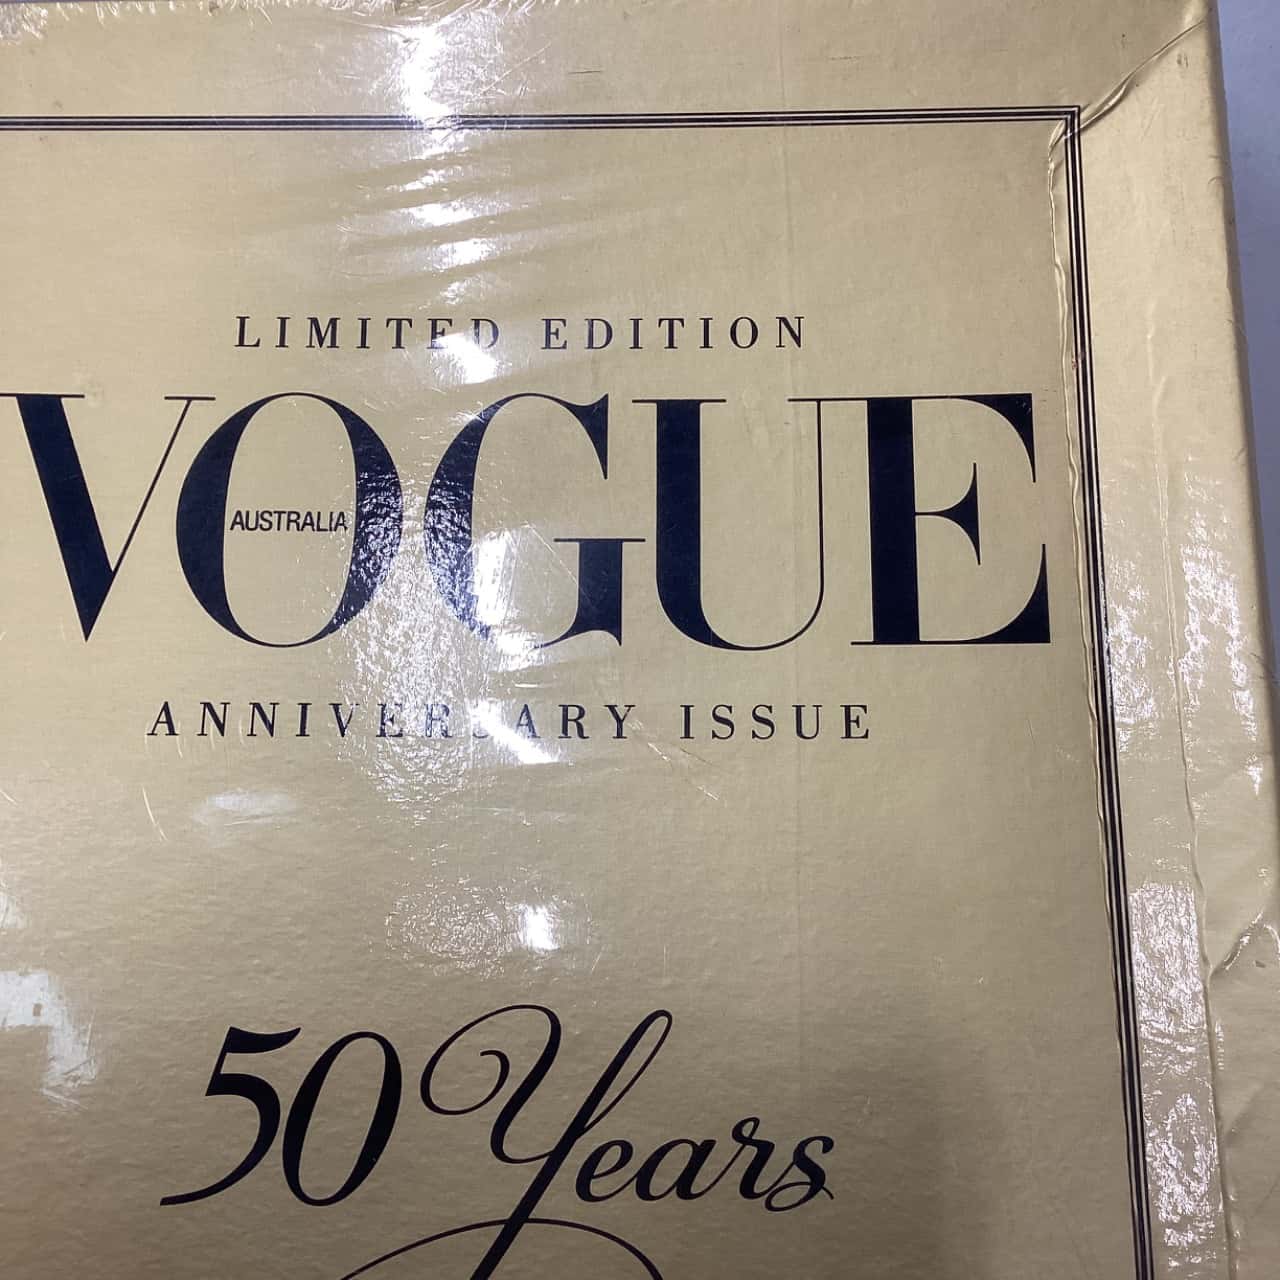 LIMITED EDITION
VOGUE
AUSTRALIA
ANNIVERSARY ISSUE
50 Years